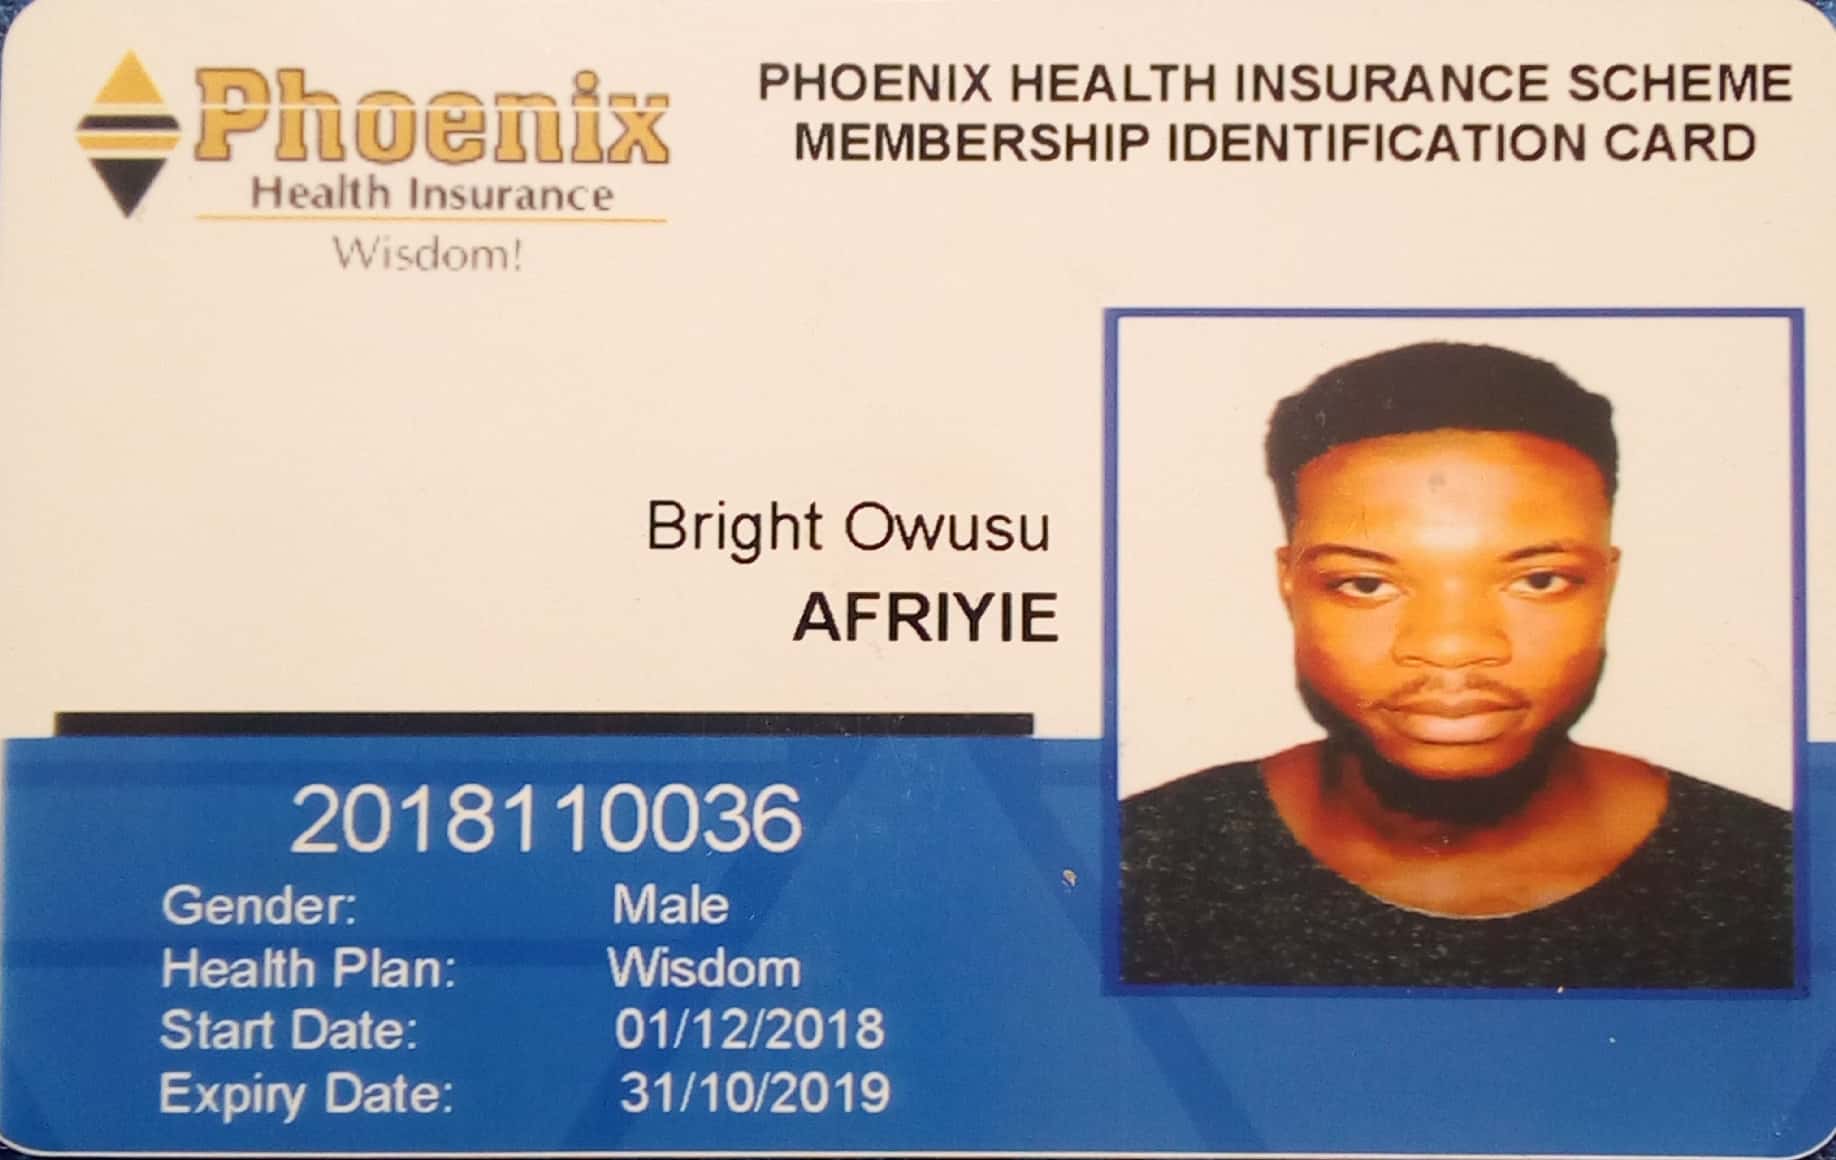 Phoenix
Health Insurance
Wisdom!
PHOENIX HEALTH INSURANCE SCHEME
MEMBERSHIP IDENTIFICATION CARD
Bright Owusu
AFRIYIE
2018110036
Gender: Male
Health Plan: Wisdom
Start Date: 01/12/2018
Expiry Date: 31/10/2019